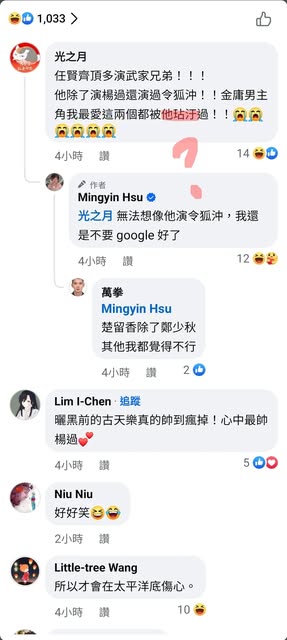 1,033
光之月
任賢齊頂多演武家兄弟！！！
他除了演楊過還演過令狐沖！！金庸男主
角我最愛這兩個都被他玷汙過！！😭😭
😭😭😭😭😭
4小時 讚 14
作者
Mingyin Hsu
光之月 無法想像他演令狐沖，我還
是不要 google 好了
4小時 讚 12
萬拳
Mingyin Hsu
楚留香除了鄭少秋
其他我都覺得不行
4小時 讚 2
Lim I-Chen · 追蹤
曬黑前的古天樂真的帥到瘋掉！心中最帥
楊過💕
4小時 讚 5
Niu Niu
好好笑😆😂
2小時 讚
Little-tree Wang
所以才會在太平洋底傷心。
4小時 讚 10